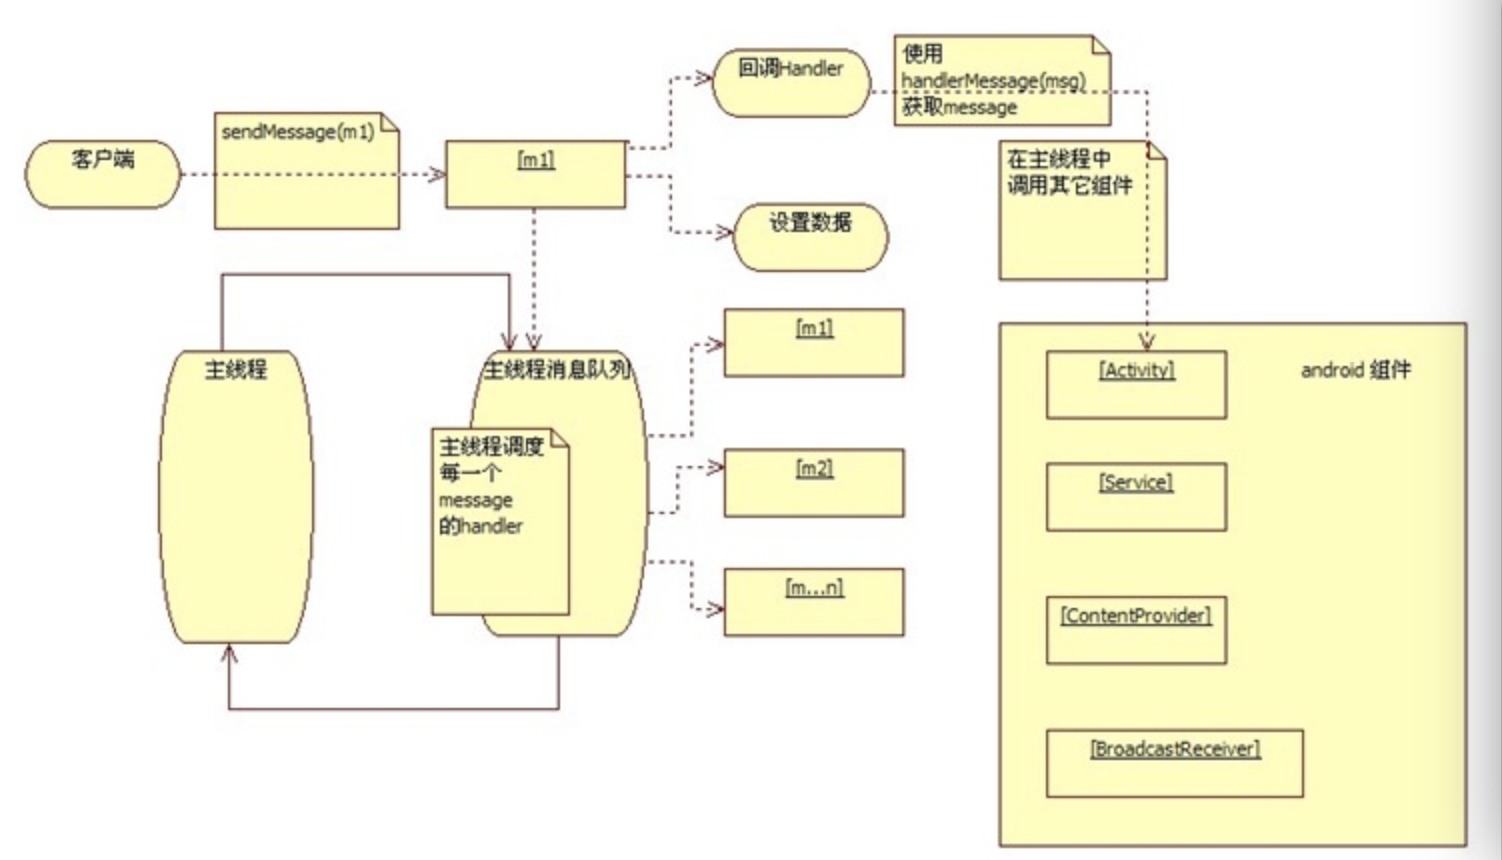 回调Handler
使用
handlerMessage(msg)
获取message
sendMessage(m1)
客户端
[m1]
在主线程中
调用其它组件
设置数据
[m1]
主线程
主线程消息队列
[Activity]
android 组件
主线程调度
每一个
message
的handler
[m2]
[Service]
[m...n]
[ContentProvider]
[BroadcastReceiver]